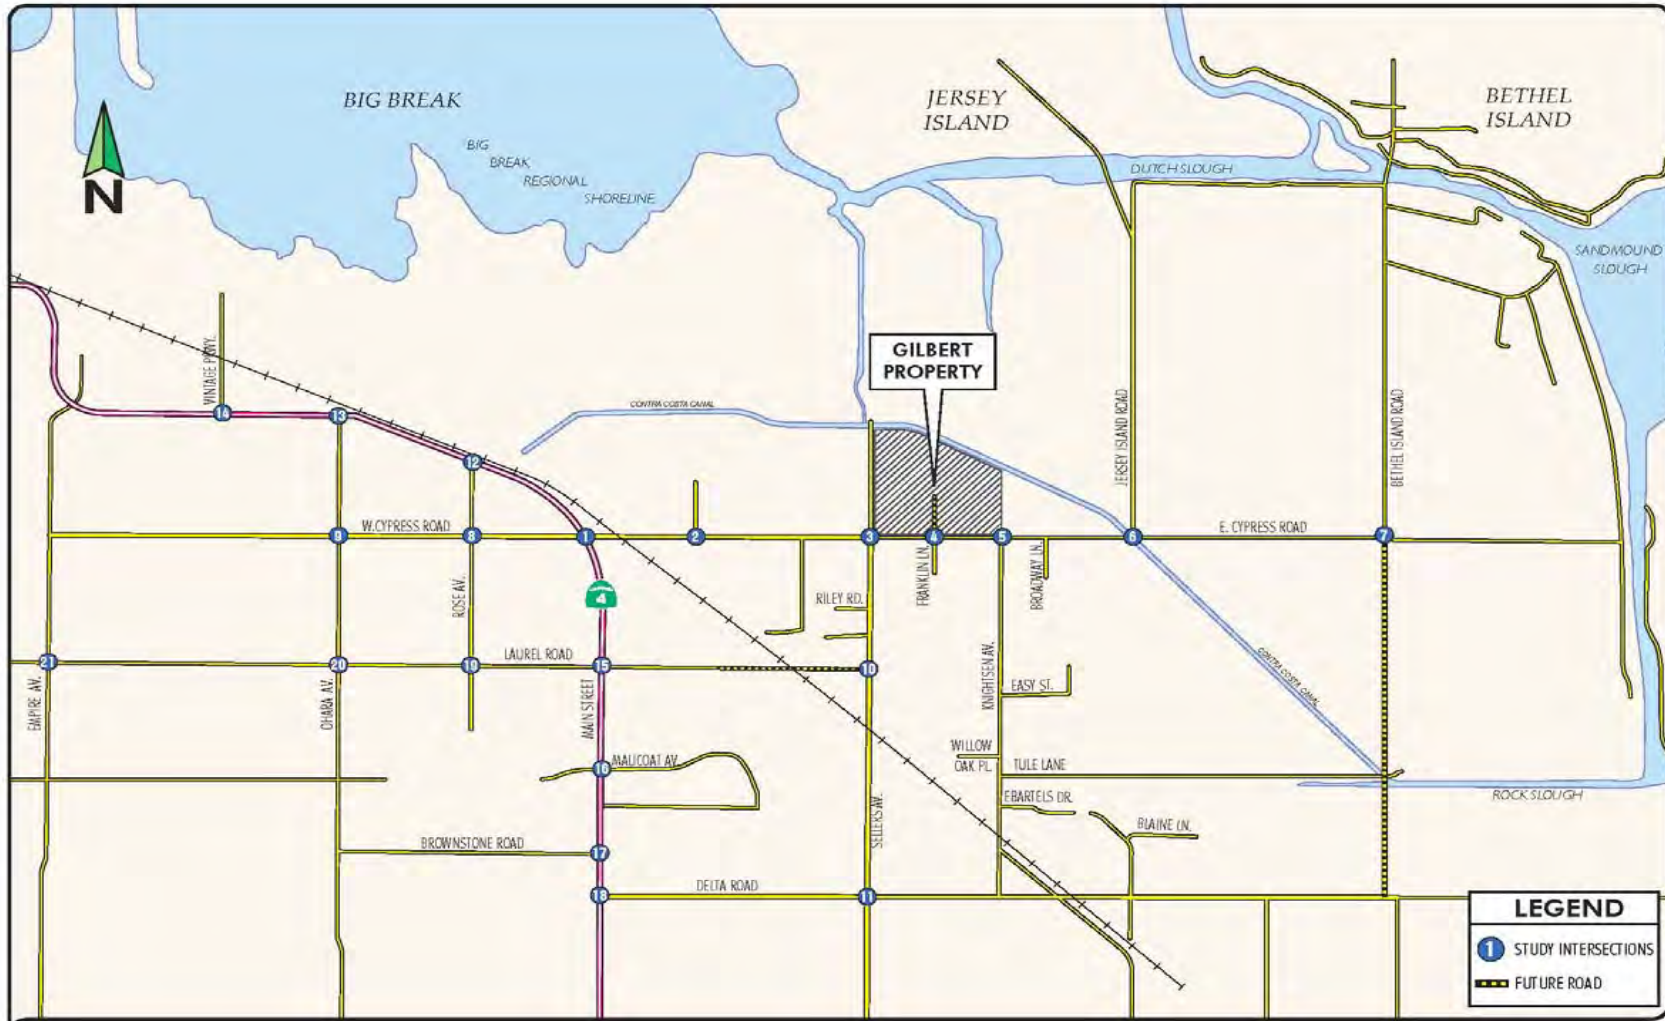 BIG BREAK
JERSEY
ISLAND
BETHEL
ISLAND
BIG
BREAK
REGIONAL
SHORELINE
DUTCH SLOUGH
N
SANDMOUND
SLOUGH
GILBERT
PROPERTY
VINTAGE PKWY.
CONTRA COSTA CANAL
JERSEY ISLAND ROAD
BETHEL ISLAND ROAD
14
13
12
W.CYPRESS ROAD
E. CYPRESS ROAD
9
8
1
2
3
4
5
6
7
ROSE AV.
4
RILEY RD.
FRANKLIN LN.
BROADWAY LN.
LAUREL ROAD
21
20
19
15
10
EMPIRE AV.
OHARA AV.
MAIN STREET
KNIGHTSEN AV.
EASY ST.
CONTRA COSTA CANAL
WILLOW
OAK PL.
TULE LANE
16
MALICOAT AV.
EBARTELS DR.
ROCK SLOUGH
SELLERS AV.
BLAINE LN.
BROWNSTONE ROAD
17
DELTA ROAD
18
11
LEGEND
1 STUDY INTERSECTIONS
FUTURE ROAD